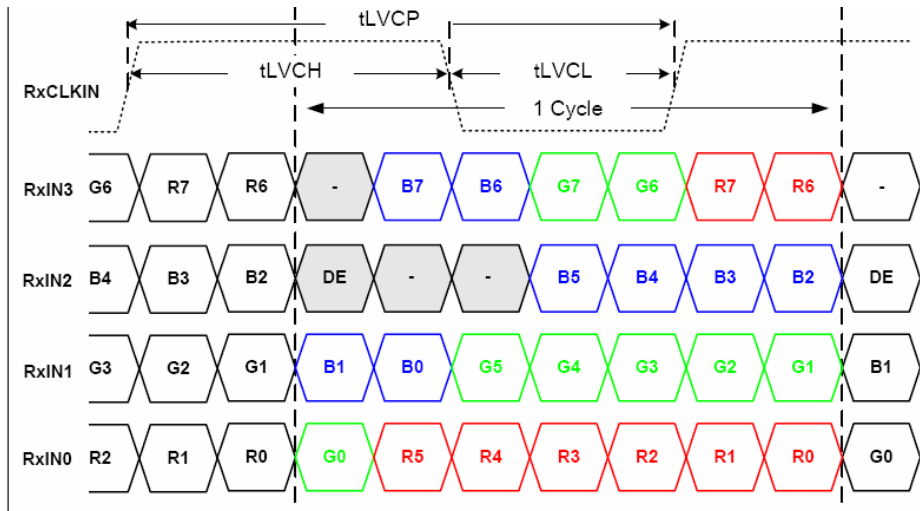 tLVCP
tLVCH tLVCL
RxCLKIN
1 Cycle
RxIN3 G6 R7 R6 - B7 B6 G7 G6 R7 R6 -
RxIN2 B4 B3 B2 DE - - B5 B4 B3 B2 DE
RxIN1 G3 G2 G1 B1 B0 G5 G4 G3 G2 G1 B1
RxIN0 R2 R1 R0 G0 R5 R4 R3 R2 R1 R0 G0